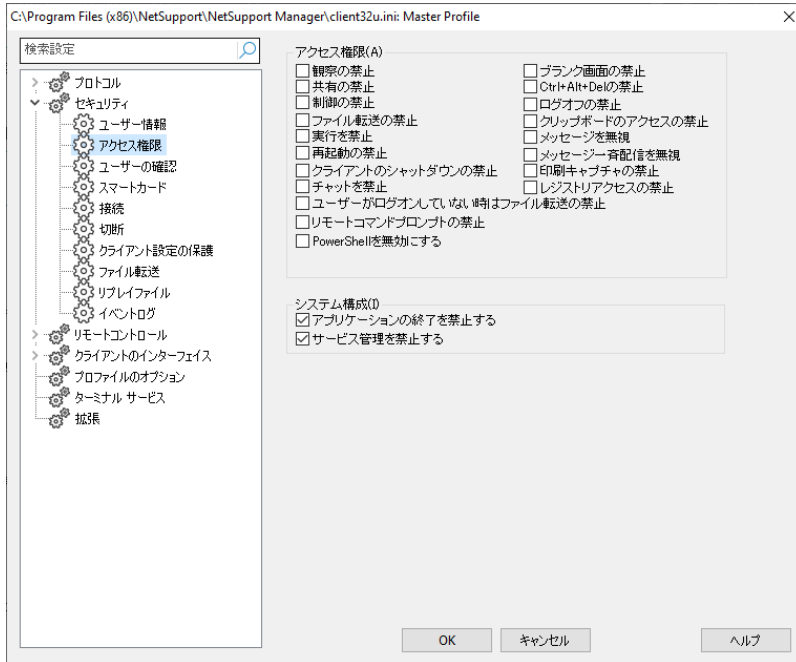 C:\Program Files (x86)\NetSupport\NetSupport Manager\client32u.ini: Master Profile
検索設定
プロトコル
セキュリティ
ユーザー情報
アクセス権限
ユーザーの確認
スマートカード
接続
切断
クライアント設定の保護
ファイル転送
リプレイファイル
イベントログ
リモートコントロール
クライアントのインターフェイス
プロファイルのオプション
ターミナル サービス
拡張
アクセス権限(A)
観察の禁止
共有の禁止
制御の禁止
ファイル転送の禁止
実行を禁止
再起動の禁止
クライアントのシャットダウンの禁止
チャットを禁止
ユーザーがログオンしていない時はファイル転送の禁止
リモートコマンドプロンプトの禁止
PowerShellを無効にする
ブランク画面の禁止
Ctrl+Alt+Delの禁止
ログオフの禁止
クリップボードのアクセスの禁止
メッセージを無視
メッセージ一斉配信を無視
印刷キャプチャの禁止
レジストリアクセスの禁止
システム構成(I)
アプリケーションの終了を禁止する
サービス管理を禁止する
OK
キャンセル
ヘルプ